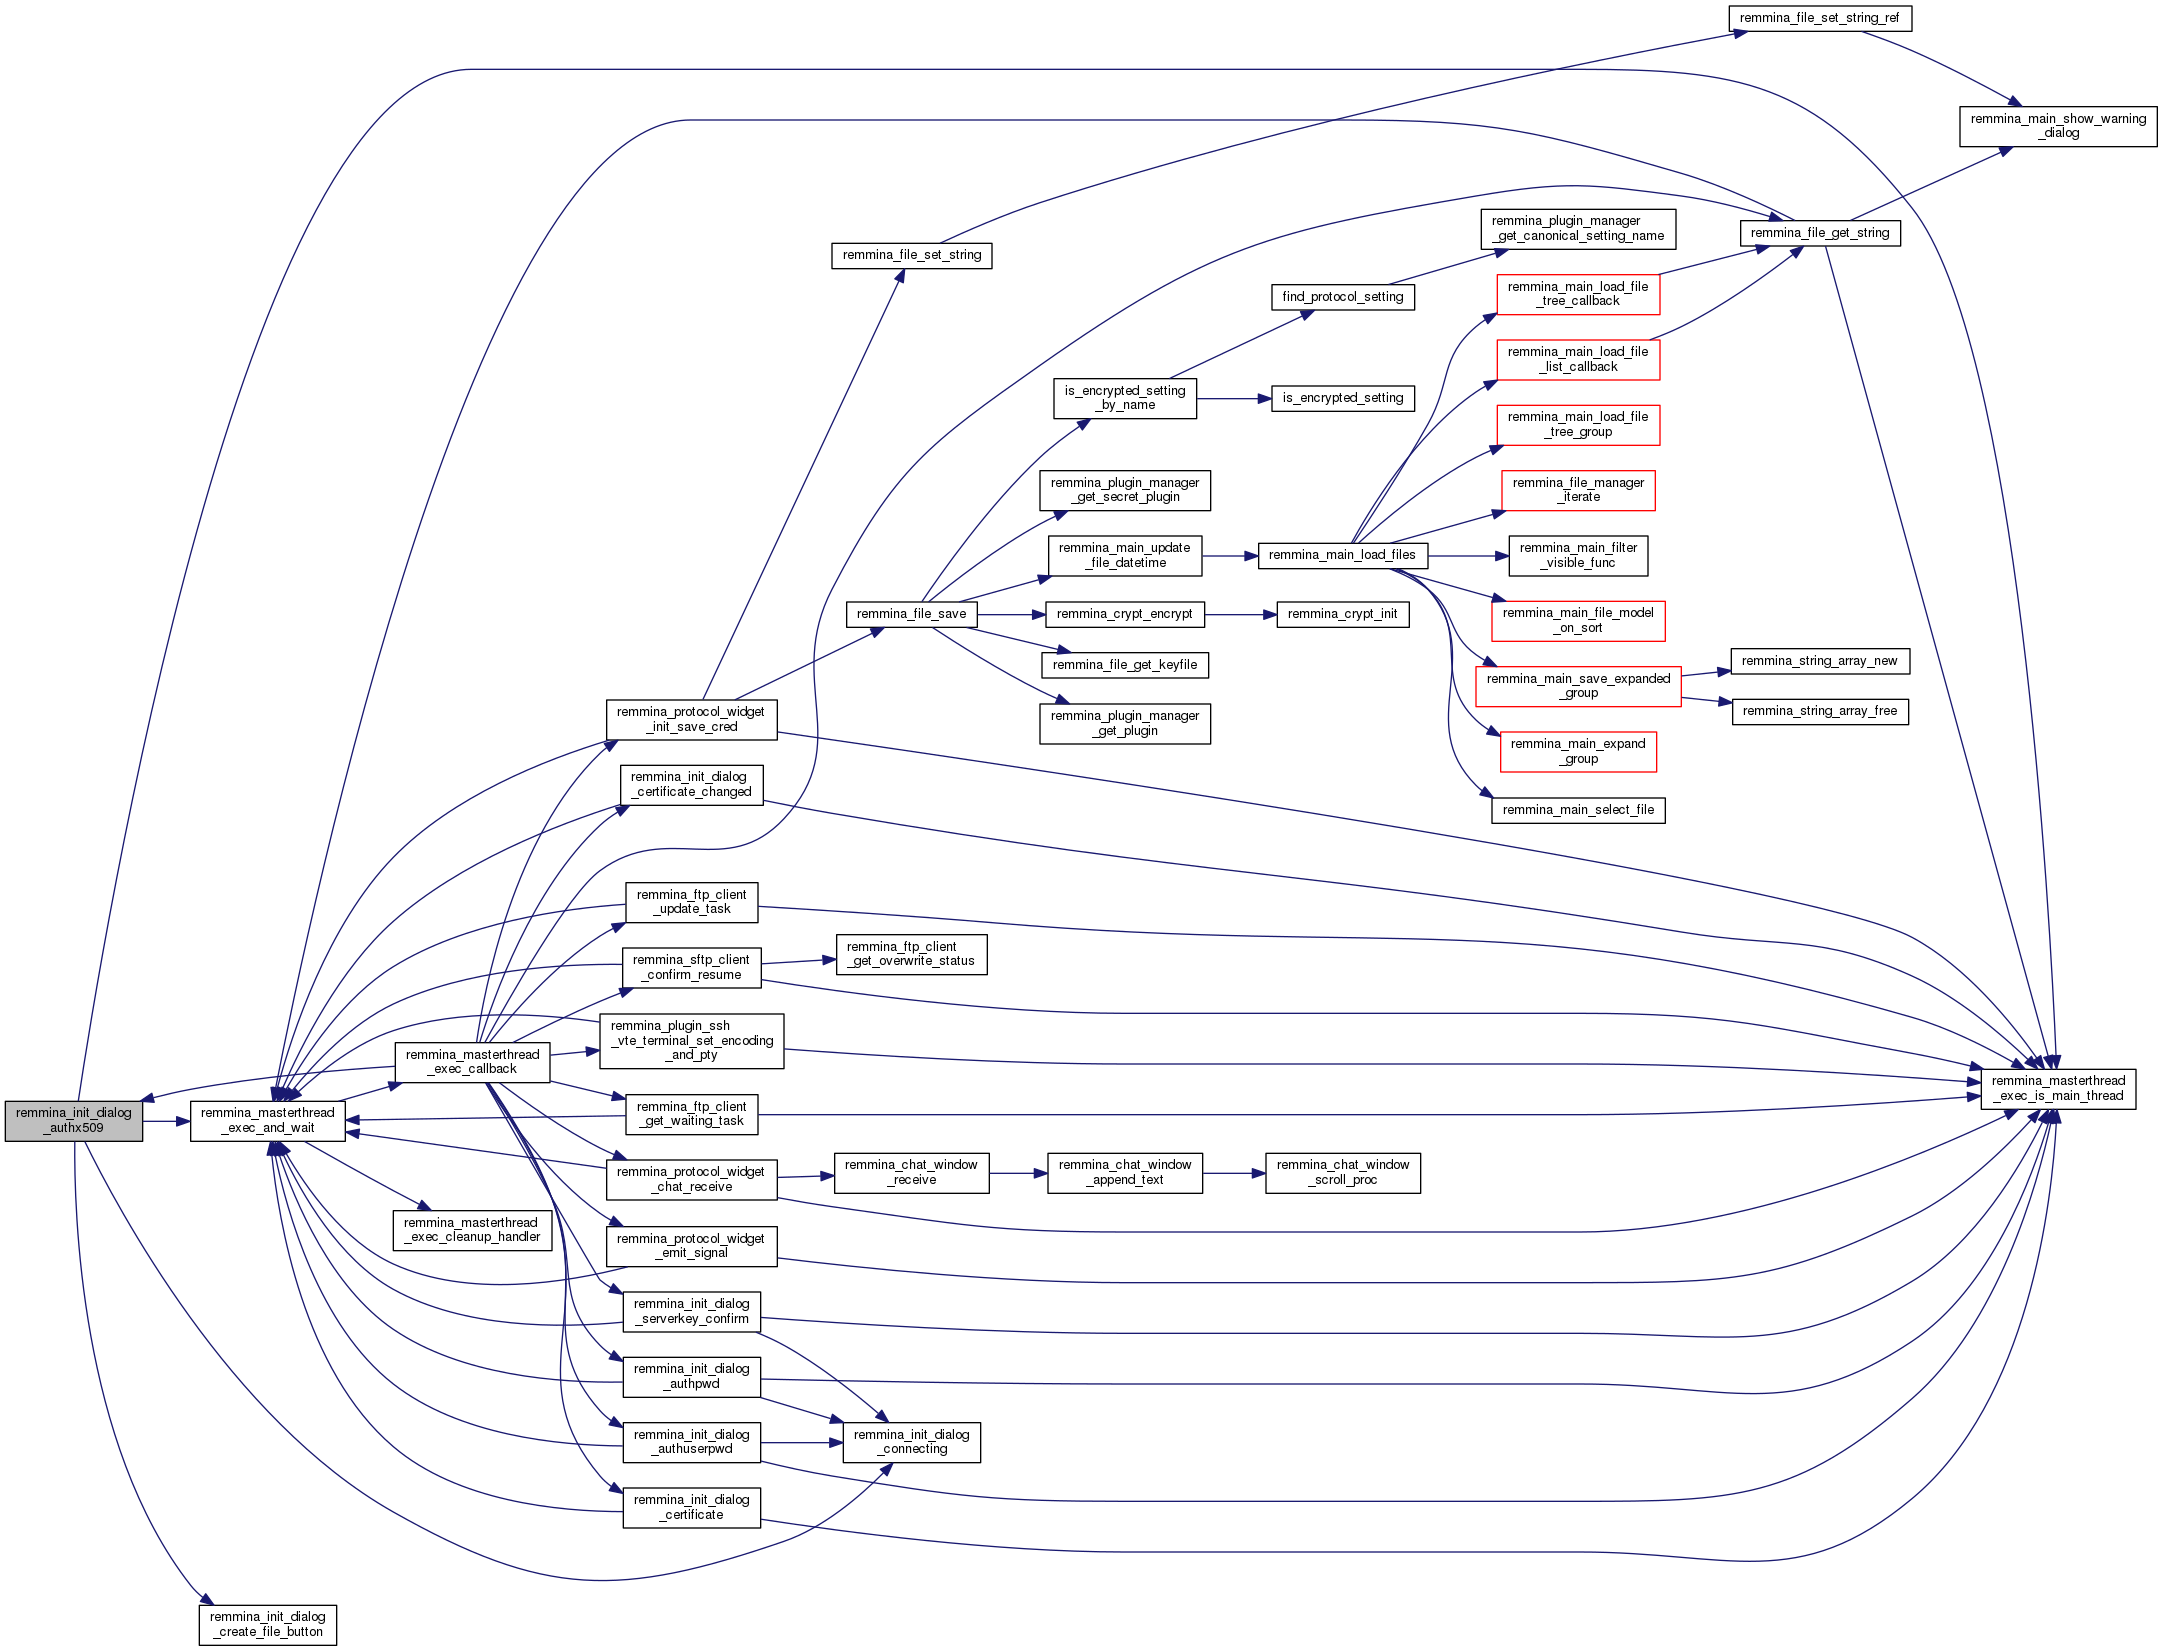 remmina_file_set_string_ref
remmina_main_show_warning
_dialog
remmina_plugin_manager
_get_canonical_setting_name
remmina_file_get_string
remmina_file_set_string
remmina_main_load_file
_tree_callback
find_protocol_setting
remmina_main_load_file
_list_callback
is_encrypted_setting
_by_name
is_encrypted_setting
remmina_main_load_file
_tree_group
remmina_plugin_manager
_get_secret_plugin
remmina_file_manager
_iterate
remmina_main_update
_file_datetime
remmina_main_load_files
remmina_main_filter
_visible_func
remmina_file_save
remmina_crypt_encrypt
remmina_crypt_init
remmina_main_file_model
_on_sort
remmina_file_get_keyfile
remmina_main_save_expanded
_group
remmina_string_array_new
remmina_string_array_free
remmina_protocol_widget
_init_save_cred
remmina_plugin_manager
_get_plugin
remmina_main_expand
_group
remmina_init_dialog
_certificate_changed
remmina_main_select_file
remmina_ftp_client
_update_task
remmina_sftp_client
_confirm_resume
remmina_ftp_client
_get_overwrite_status
remmina_plugin_ssh
_vte_terminal_set_encoding
_and_pty
remmina_masterthread
_exec_callback
remmina_masterthread
_exec_is_main_thread
remmina_init_dialog
_authx509
remmina_masterthread
_exec_and_wait
remmina_ftp_client
_get_waiting_task
remmina_protocol_widget
_chat_receive
remmina_chat_window
_receive
remmina_chat_window
_append_text
remmina_chat_window
_scroll_proc
remmina_masterthread
_exec_cleanup_handler
remmina_protocol_widget
_emit_signal
remmina_init_dialog
_serverkey_confirm
remmina_init_dialog
_authpwd
remmina_init_dialog
_authuserpwd
remmina_init_dialog
_connecting
remmina_init_dialog
_certificate
remmina_init_dialog
_create_file_button